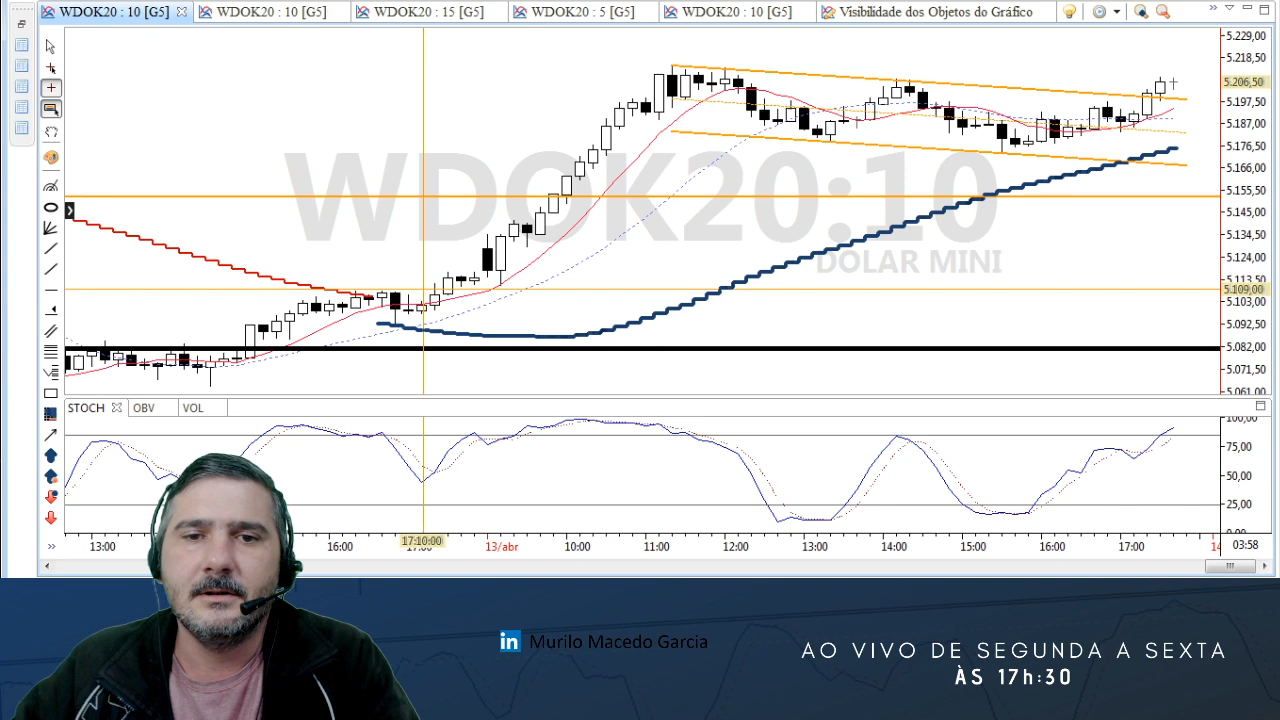 WDOK20 : 10 [G5]
WDOK20 : 10 [G5]
WDOK20 : 15 [G5]
WDOK20 : 5 [G5]
WDOK20 : 10 [G5]
Visibilidade dos Objetos do Gráfico
WDOK20:10
DOLAR MINI
5.229,00
5.218,50
5.206,50
5.197,50
5.187,00
5.176,50
5.166,00
5.155,50
5.145,00
5.134,50
5.124,00
5.113,50
5.109,00
5.103,00
5.092,50
5.082,00
5.071,50
5.061,00
STOCH
OBV
VOL
100,00
75,00
50,00
25,00
0,00
13:00
16:00
17:00
17:10:00
13/abr
10:00
11:00
12:00
13:00
14:00
15:00
16:00
17:00
14
03:58
in Murilo Macedo Garcia
AO VIVO DE SEGUNDA A SEXTA
ÀS 17h:30